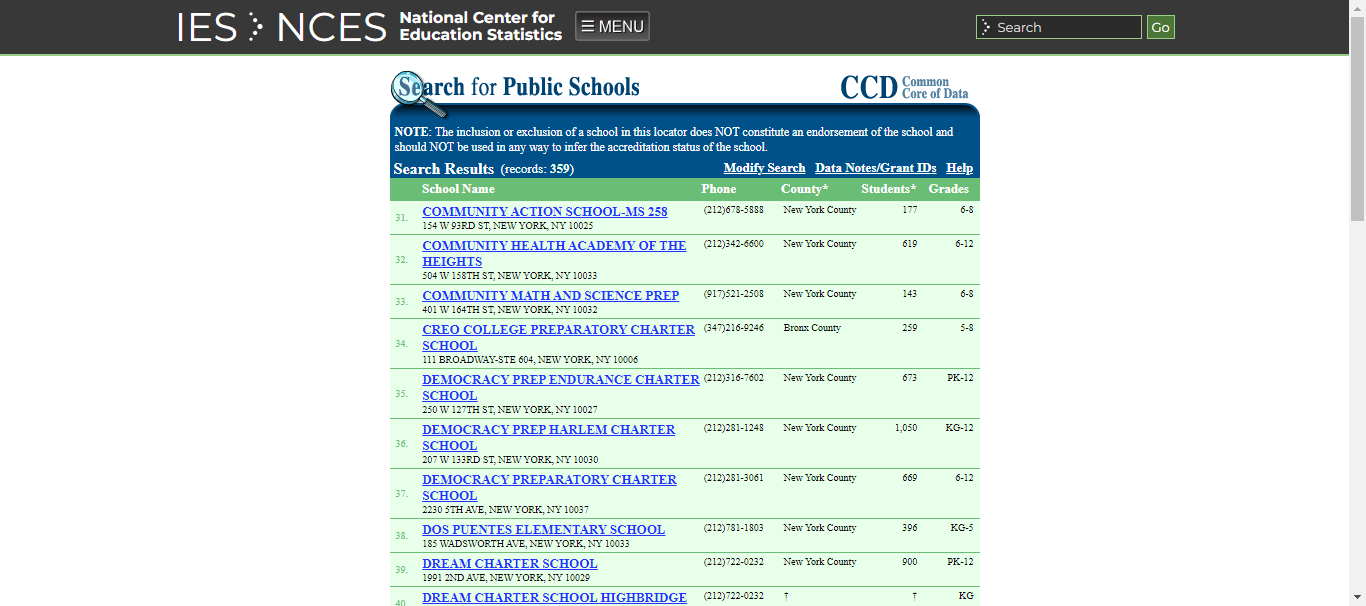 IES NCES National Center for Education Statistics ☰ MENU Search Go
Search for Public Schools
CCD Common Core of Data
NOTE: The inclusion or exclusion of a school in this locator does NOT constitute an endorsement of the school and
should NOT be used in any way to infer the accreditation status of the school.
Search Results (records: 359) Modify Search Data Notes/Grant IDs Help
School Name Phone County* Students* Grades
31. COMMUNITY ACTION SCHOOL-MS 258 (212)678-5888 New York County 177 6-8
154 W 93RD ST, NEW YORK, NY 10025
32. COMMUNITY HEALTH ACADEMY OF THE (212)342-6600 New York County 619 6-12
HEIGHTS
504 W 158TH ST, NEW YORK, NY 10033
33. COMMUNITY MATH AND SCIENCE PREP (917)521-2508 New York County 143 6-8
401 W 164TH ST, NEW YORK, NY 10032
34. CREO COLLEGE PREPARATORY CHARTER (347)216-9246 Bronx County 259 5-8
SCHOOL
111 BROADWAY-STE 604, NEW YORK, NY 10006
35. DEMOCRACY PREP ENDURANCE CHARTER (212)316-7602 New York County 673 PK-12
SCHOOL
250 W 127TH ST, NEW YORK, NY 10027
36. DEMOCRACY PREP HARLEM CHARTER (212)281-1248 New York County 1,050 KG-12
SCHOOL
207 W 133RD ST, NEW YORK, NY 10030
37. DEMOCRACY PREPARATORY CHARTER (212)281-3061 New York County 669 6-12
SCHOOL
2230 5TH AVE, NEW YORK, NY 10037
38. DOS PUENTES ELEMENTARY SCHOOL (212)781-1803 New York County 396 KG-5
185 WADSWORTH AVE, NEW YORK, NY 10033
39. DREAM CHARTER SCHOOL (212)722-0232 New York County 900 PK-12
1991 2ND AVE, NEW YORK, NY 10029
40. DREAM CHARTER SCHOOL HIGHBRIDGE (212)722-0232 † † KG